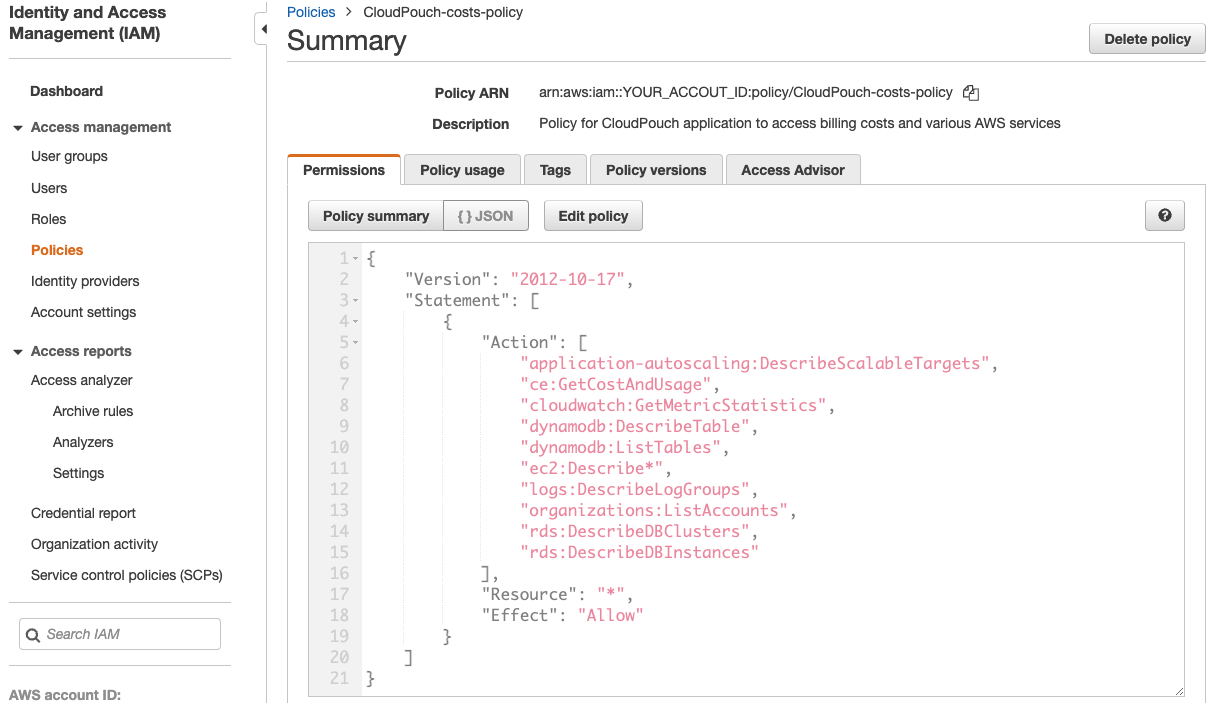 Identity and Access
Management (IAM)
Dashboard
Access management
User groups
Users
Roles
Policies
Identity providers
Account settings
Access reports
Access analyzer
Archive rules
Analyzers
Settings
Credential report
Organization activity
Service control policies (SCPs)
Search IAM
AWS account ID:
Policies > CloudPouch-costs-policy
Summary
Delete policy
Policy ARN arn:aws:iam::YOUR_ACCOUT_ID:policy/CloudPouch-costs-policy
Description Policy for CloudPouch application to access billing costs and various AWS services
Permissions Policy usage Tags Policy versions Access Advisor
Policy summary { } JSON Edit policy ?
1 {
2 "Version": "2012-10-17",
3 "Statement": [
4 {
5 "Action": [
6 "application-autoscaling:DescribeScalableTargets",
7 "ce:GetCostAndUsage",
8 "cloudwatch:GetMetricStatistics",
9 "dynamodb:DescribeTable",
10 "dynamodb:ListTables",
11 "ec2:Describe*",
12 "logs:DescribeLogGroups",
13 "organizations:ListAccounts",
14 "rds:DescribeDBClusters",
15 "rds:DescribeDBInstances"
16 ],
17 "Resource": "*",
18 "Effect": "Allow"
19 }
20 ]
21 }